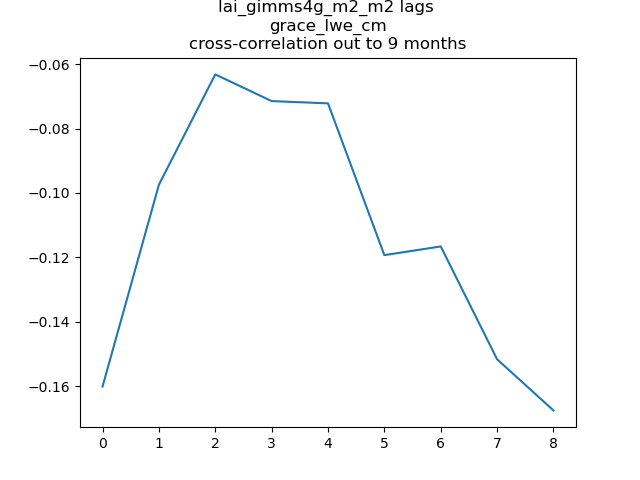 lai_gimms4g_m2_m2 lags
grace_lwe_cm
cross-correlation out to 9 months
−0.06
−0.08
−0.10
−0.12
−0.14
−0.16
0 1 2 3 4 5 6 7 8